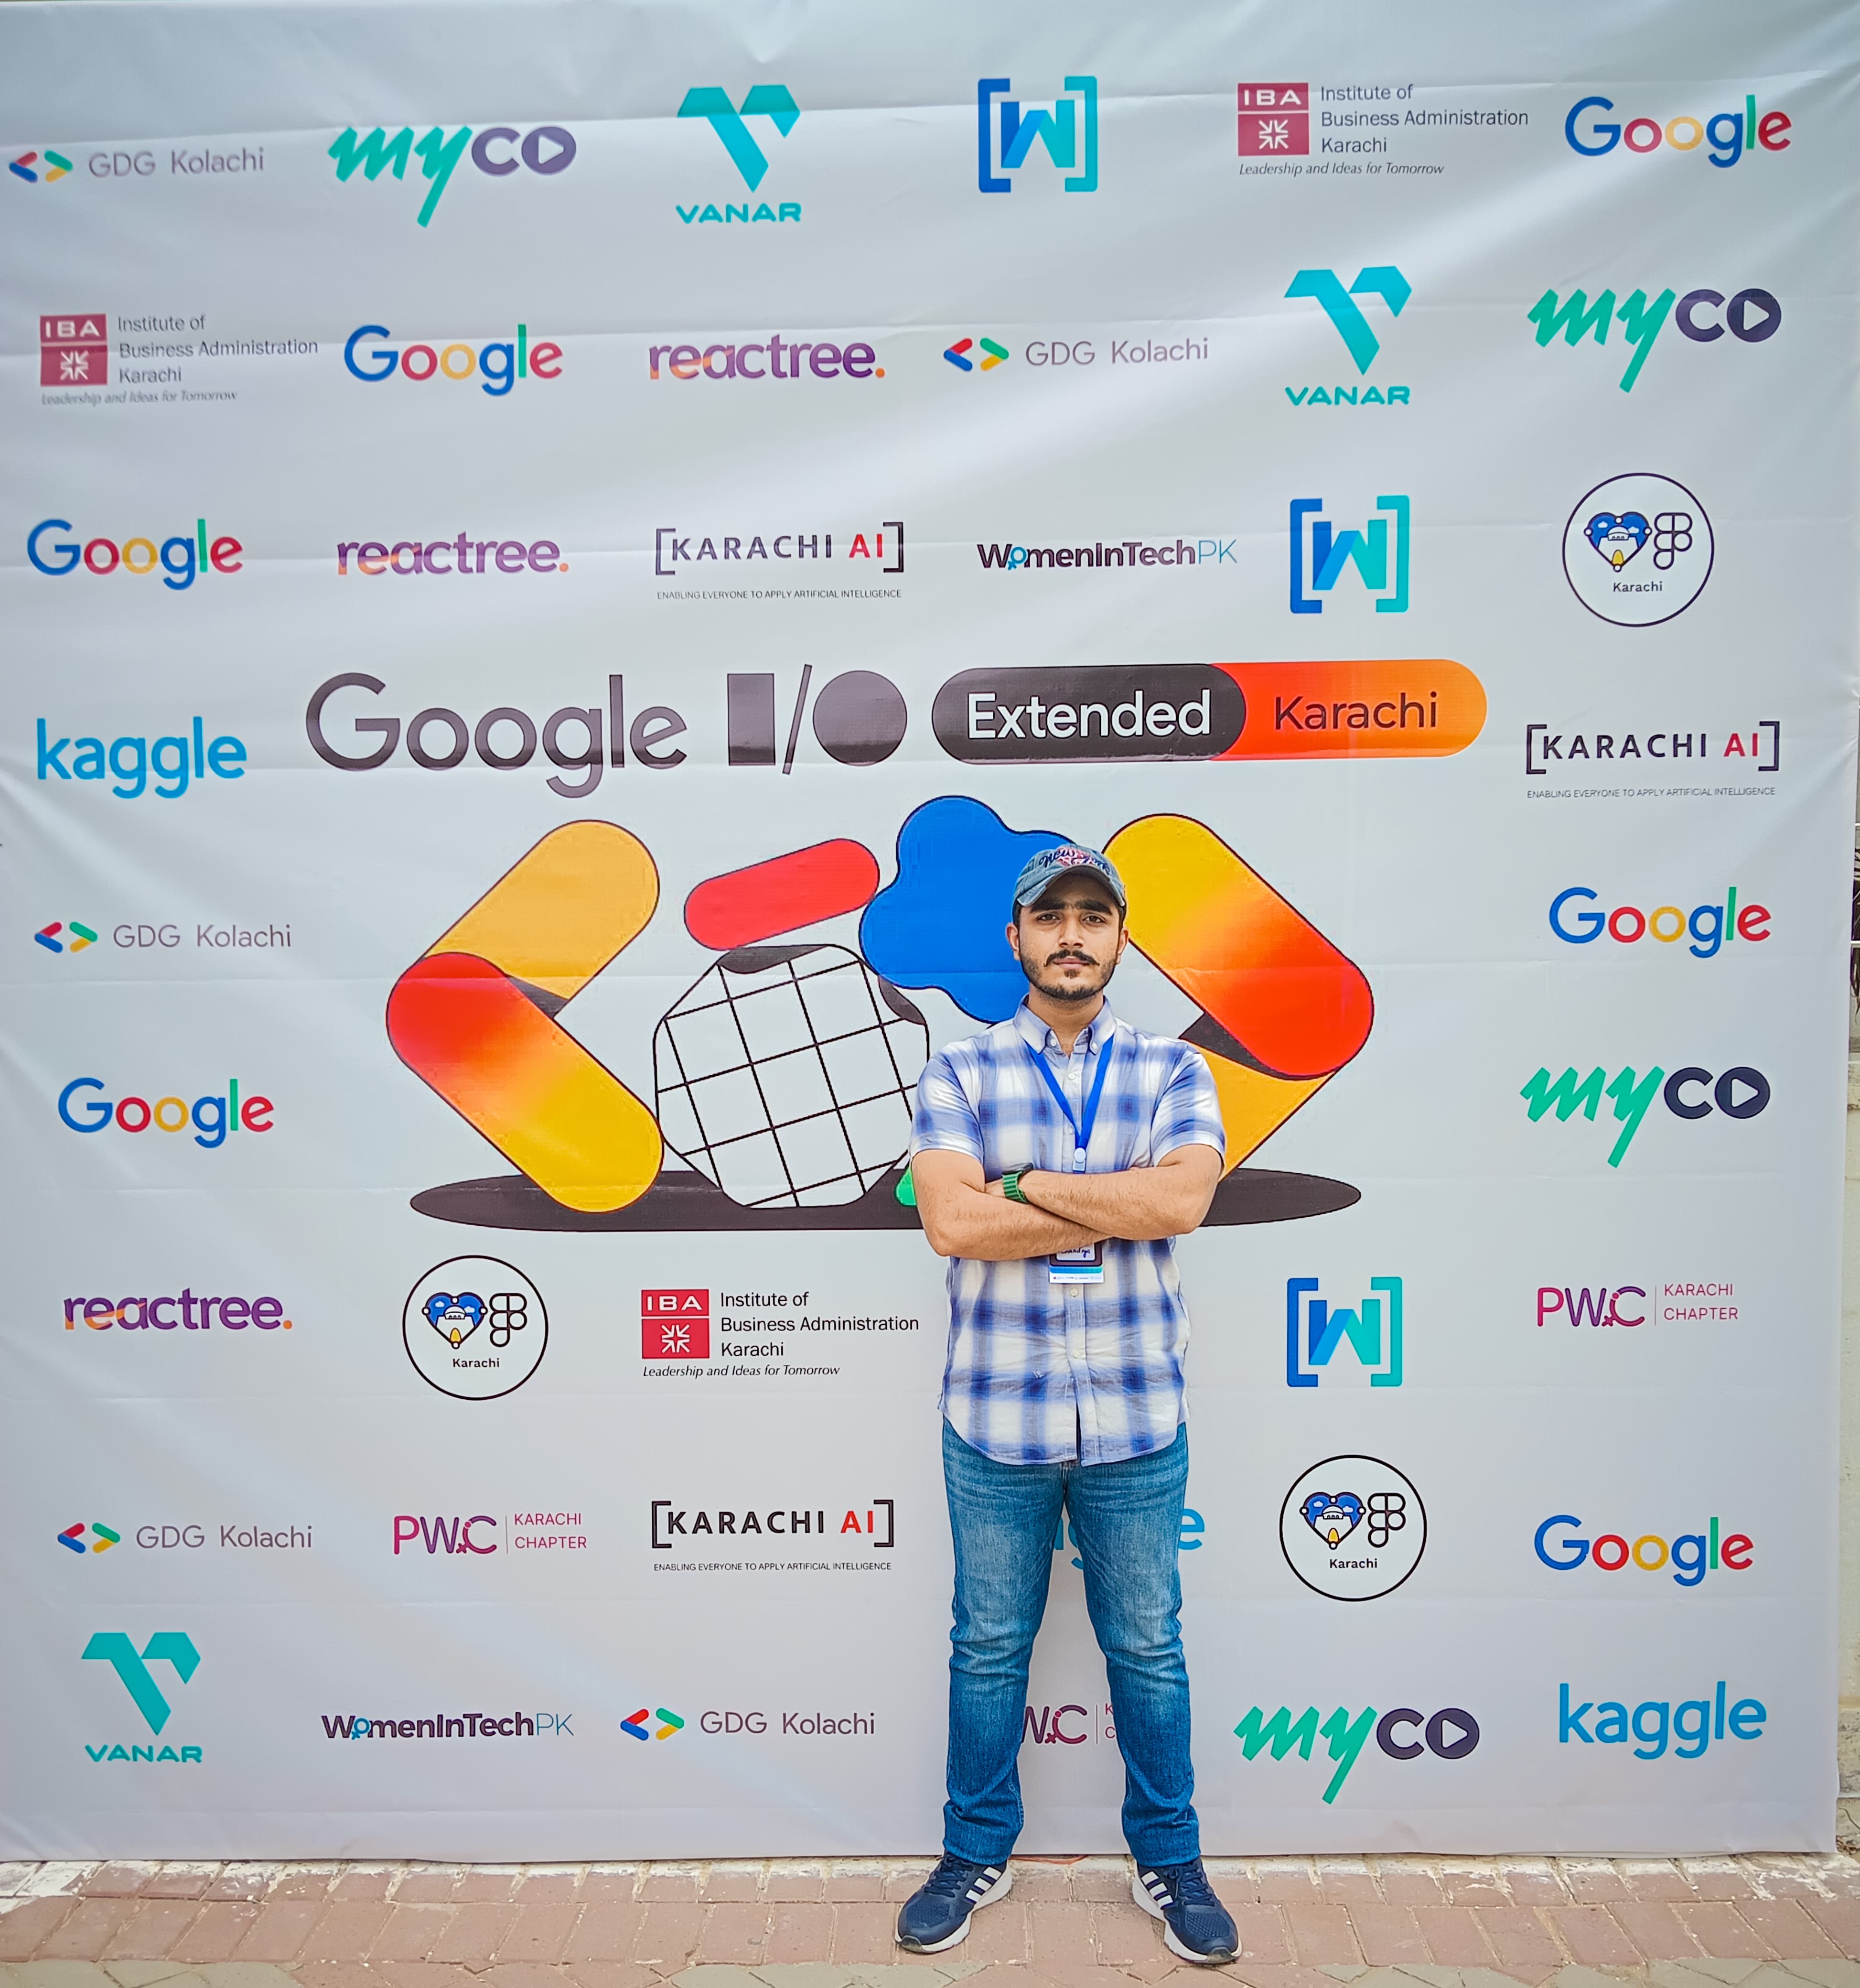 GDG Kolachi
myco
VANAR
[W]
IBA
Institute of
Business Administration
Karachi
Leadership and Ideas for Tomorrow
Google
IBA
Institute of
Business Administration
Karachi
Leadership and Ideas for Tomorrow
Google
reactree.
GDG Kolachi
VANAR
myco
Google
reactree.
[KARACHI AI]
ENABLING EVERYONE TO APPLY ARTIFICIAL INTELLIGENCE
WomenInTechPK
[W]
Karachi
kaggle
Google I/O Extended Karachi
[KARACHI AI]
ENABLING EVERYONE TO APPLY ARTIFICIAL INTELLIGENCE
GDG Kolachi
Google
Google
myco
reactree.
Karachi
IBA
Institute of
Business Administration
Karachi
Leadership and Ideas for Tomorrow
[W]
PWiC
KARACHI
CHAPTER
GDG Kolachi
PWiC
KARACHI
CHAPTER
[KARACHI AI]
ENABLING EVERYONE TO APPLY ARTIFICIAL INTELLIGENCE
Karachi
Google
VANAR
WomenInTechPK
GDG Kolachi
WiC
myco
kaggle